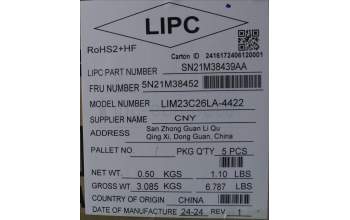 LIPC
RoHS2+HF
Carton ID 2416172406120001
LIPC PART NUMBER SN21M38439AA
FRU NUMBER 5N21M38452
MODEL NUMBER LIM23C26LA-4422
SUPPLIER NAME CNY
ADDRESS San Zhong Guan Li Qu
Qing Xi, Dong Guan, China
PALLET NO / PKG Q'TY 5 PCS
NET WT. 0.50 KGS 1.10 LBS
GROSS WT 3.085 KGS 6.787 LBS
COUNTRY OF ORIGIN CHINA
DATE OF MANUFACTURE 24-24 REV 1